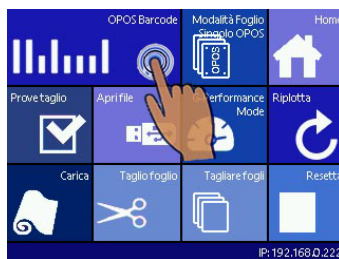 OPOS Barcode
Modalità Foglio
Singolo OPOS
Home
OPOS
Prove taglio
Apri file
Performance
Mode
Riplotta
Carica
Taglio foglio
Tagliare fogli
Resetta
IP: 192.168.0.222